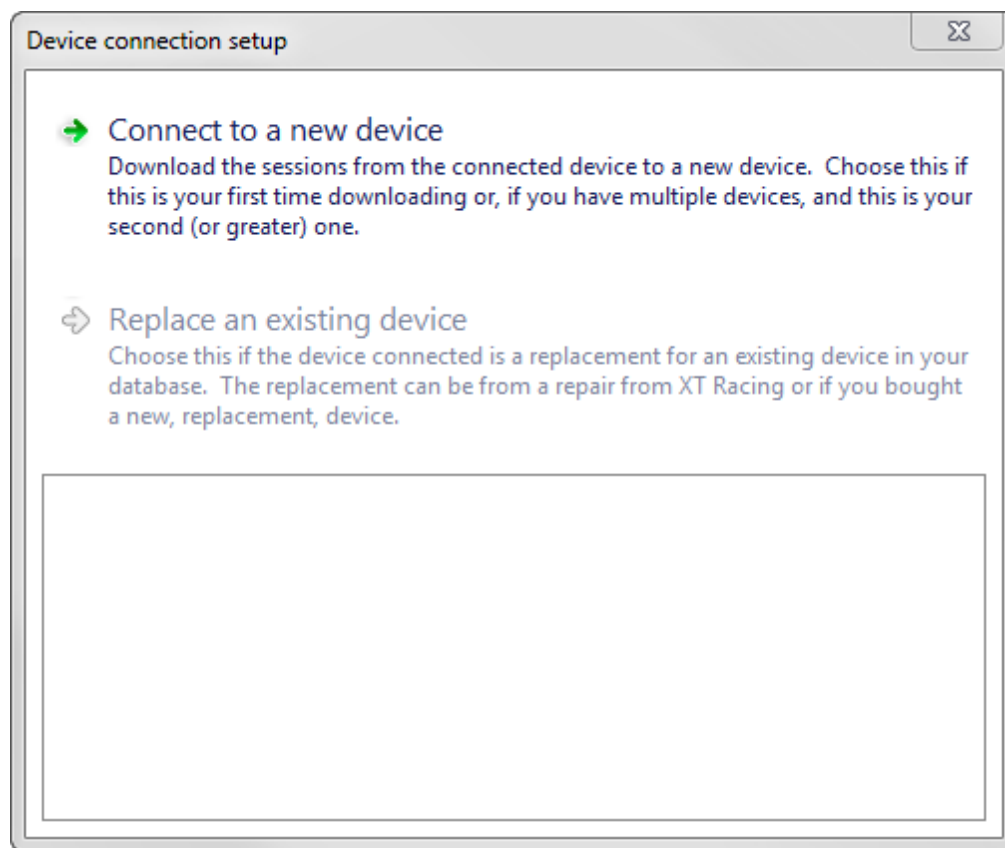 Device connection setup
Connect to a new device
Download the sessions from the connected device to a new device.  Choose this if
this is your first time downloading or, if you have multiple devices, and this is your
second (or greater) one.
Replace an existing device
Choose this if the device connected is a replacement for an existing device in your
database.  The replacement can be from a repair from XT Racing or if you bought
a new, replacement, device.